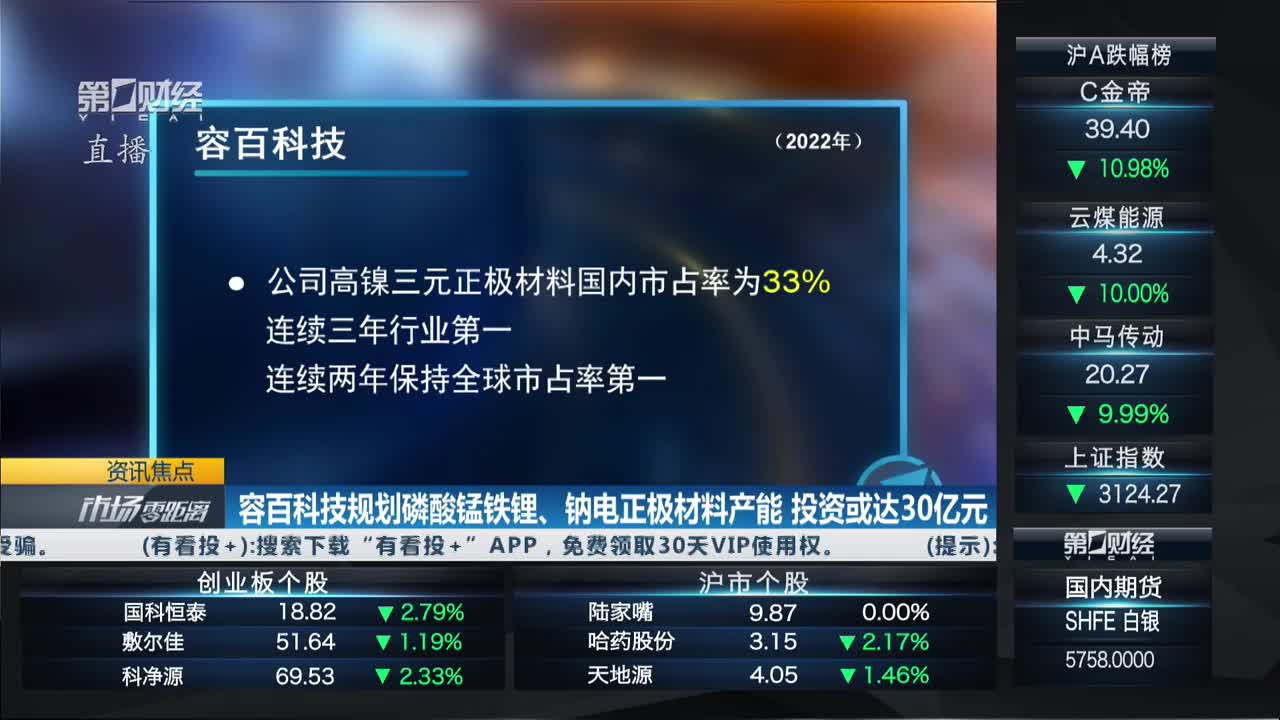 第一财经
YICAI
直播
容百科技
（2022年）
● 公司高镍三元正极材料国内市占率为33%
连续三年行业第一
连续两年保持全球市占率第一
资讯焦点
市场零距离
容百科技规划磷酸锰铁锂、钠电正极材料产能 投资或达30亿元
受骗。 (有看投+):搜索下载“有看投+”APP，免费领取30天VIP使用权。 (提示):
创业板个股
国科恒泰 18.82 ▼2.79%
敷尔佳 51.64 ▼1.19%
科净源 69.53 ▼2.33%
沪市个股
陆家嘴 9.87 0.00%
哈药股份 3.15 ▼2.17%
天地源 4.05 ▼1.46%
沪A跌幅榜
C金帝
39.40
▼ 10.98%
云煤能源
4.32
▼ 10.00%
中马传动
20.27
▼ 9.99%
上证指数
▼ 3124.27
第一财经
YICAI
国内期货
SHFE 白银
5758.0000